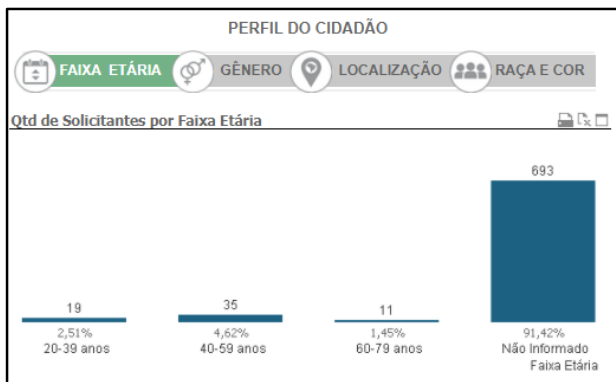 PERFIL DO CIDADÃO
FAIXA ETÁRIA GÊNERO LOCALIZAÇÃO RAÇA E COR
Qtd de Solicitantes por Faixa Etária
693
19 35 11
2,51% 4,62% 1,45% 91,42%
20-39 anos 40-59 anos 60-79 anos Não Informado
Faixa Etária